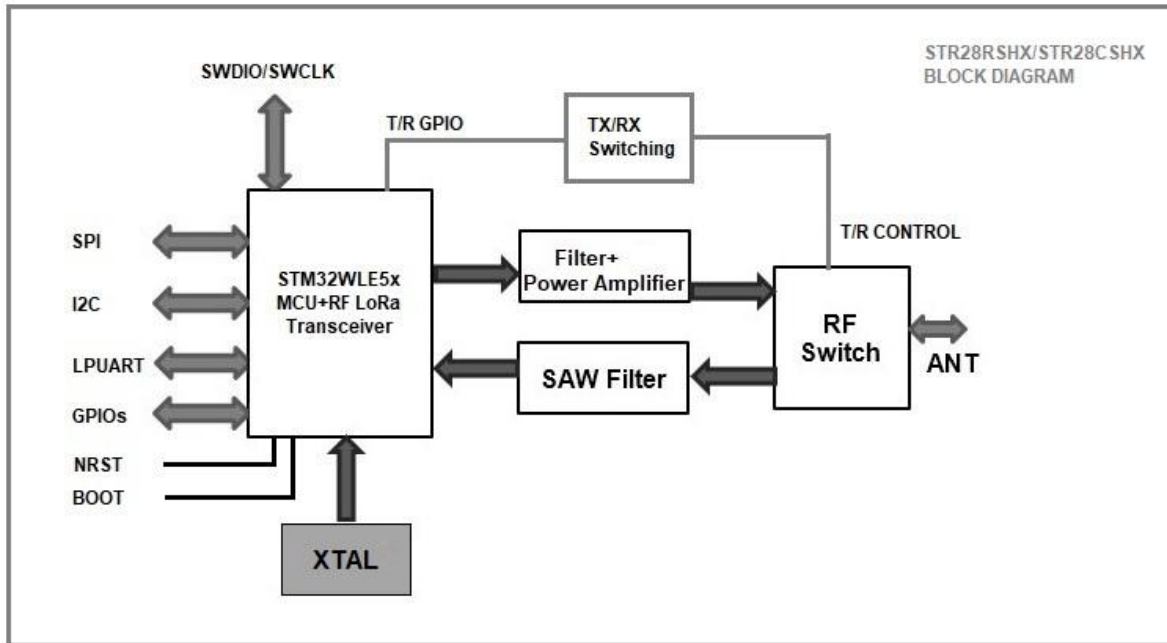 STR28RSHX/STR28CSHX
BLOCK DIAGRAM
SWDIO/SWCLK
T/R GPIO
TX/RX
Switching
SPI
I2C
LPUART
GPIOs
NRST
BOOT
STM32WLE5x
MCU+RF LoRa
Transceiver
Filter+
Power Amplifier
SAW Filter
T/R CONTROL
RF
Switch
ANT
XTAL